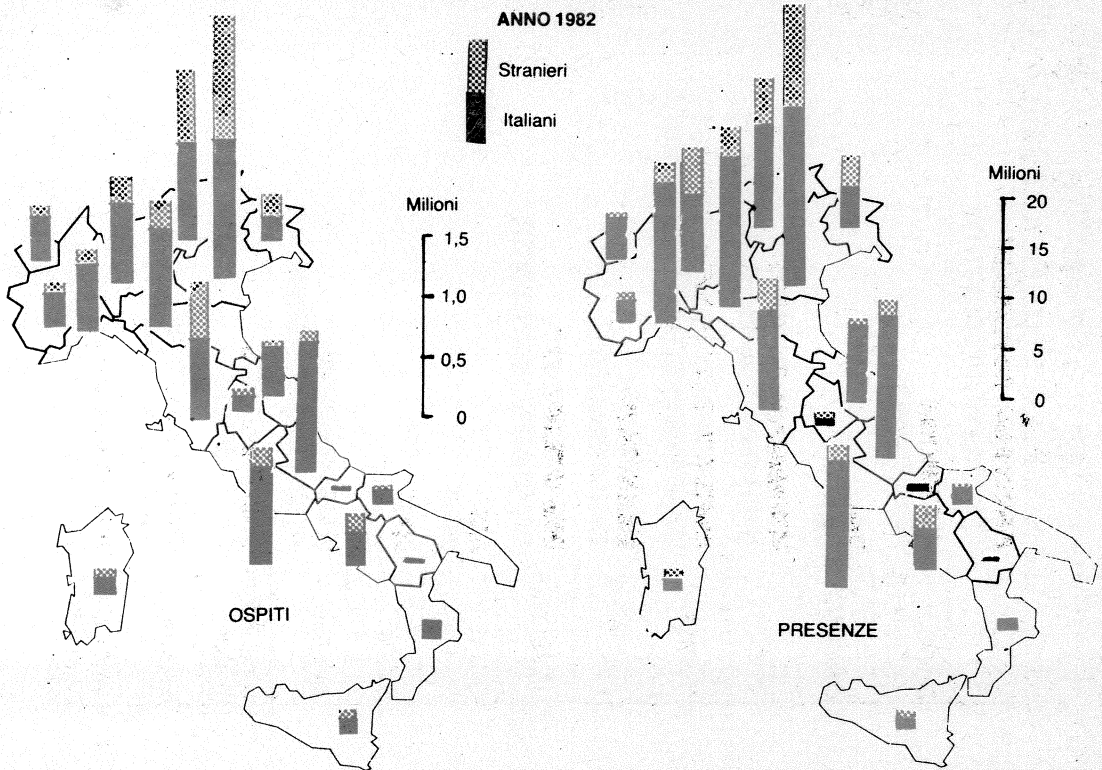 ANNO 1982
Stranieri
Italiani
Milioni
1,5
1,0
0,5
0
OSPITI
Milioni
20
15
10
5
0
PRESENZE